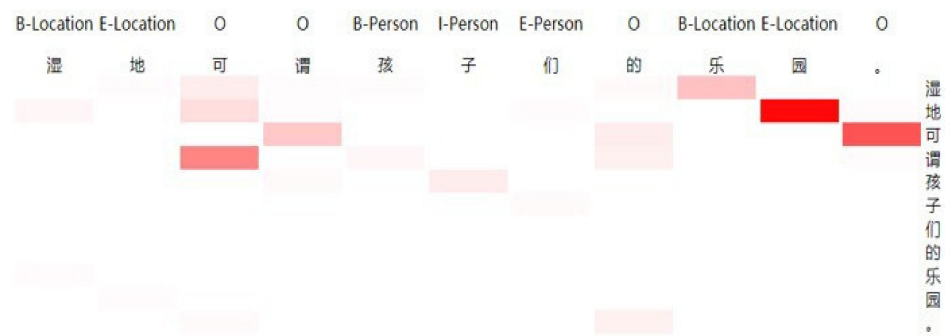 B-Location E-Location O O B-Person I-Person E-Person O B-Location E-Location O
湿 地 可 谓 孩 子 们 的 乐 园 。
湿
地
可
谓
孩
子
们
的
乐
园
。